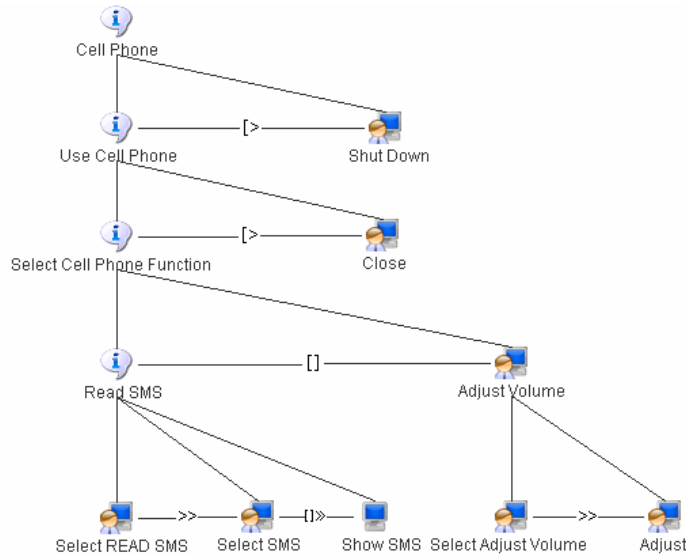 Cell Phone
[>
Use Cell Phone
Shut Down
[>
Select Cell Phone Function
Close
[]
Read SMS
Adjust Volume
>>
[]»
>>
Select READ SMS
Select SMS
Show SMS
Select Adjust Volume
Adjust